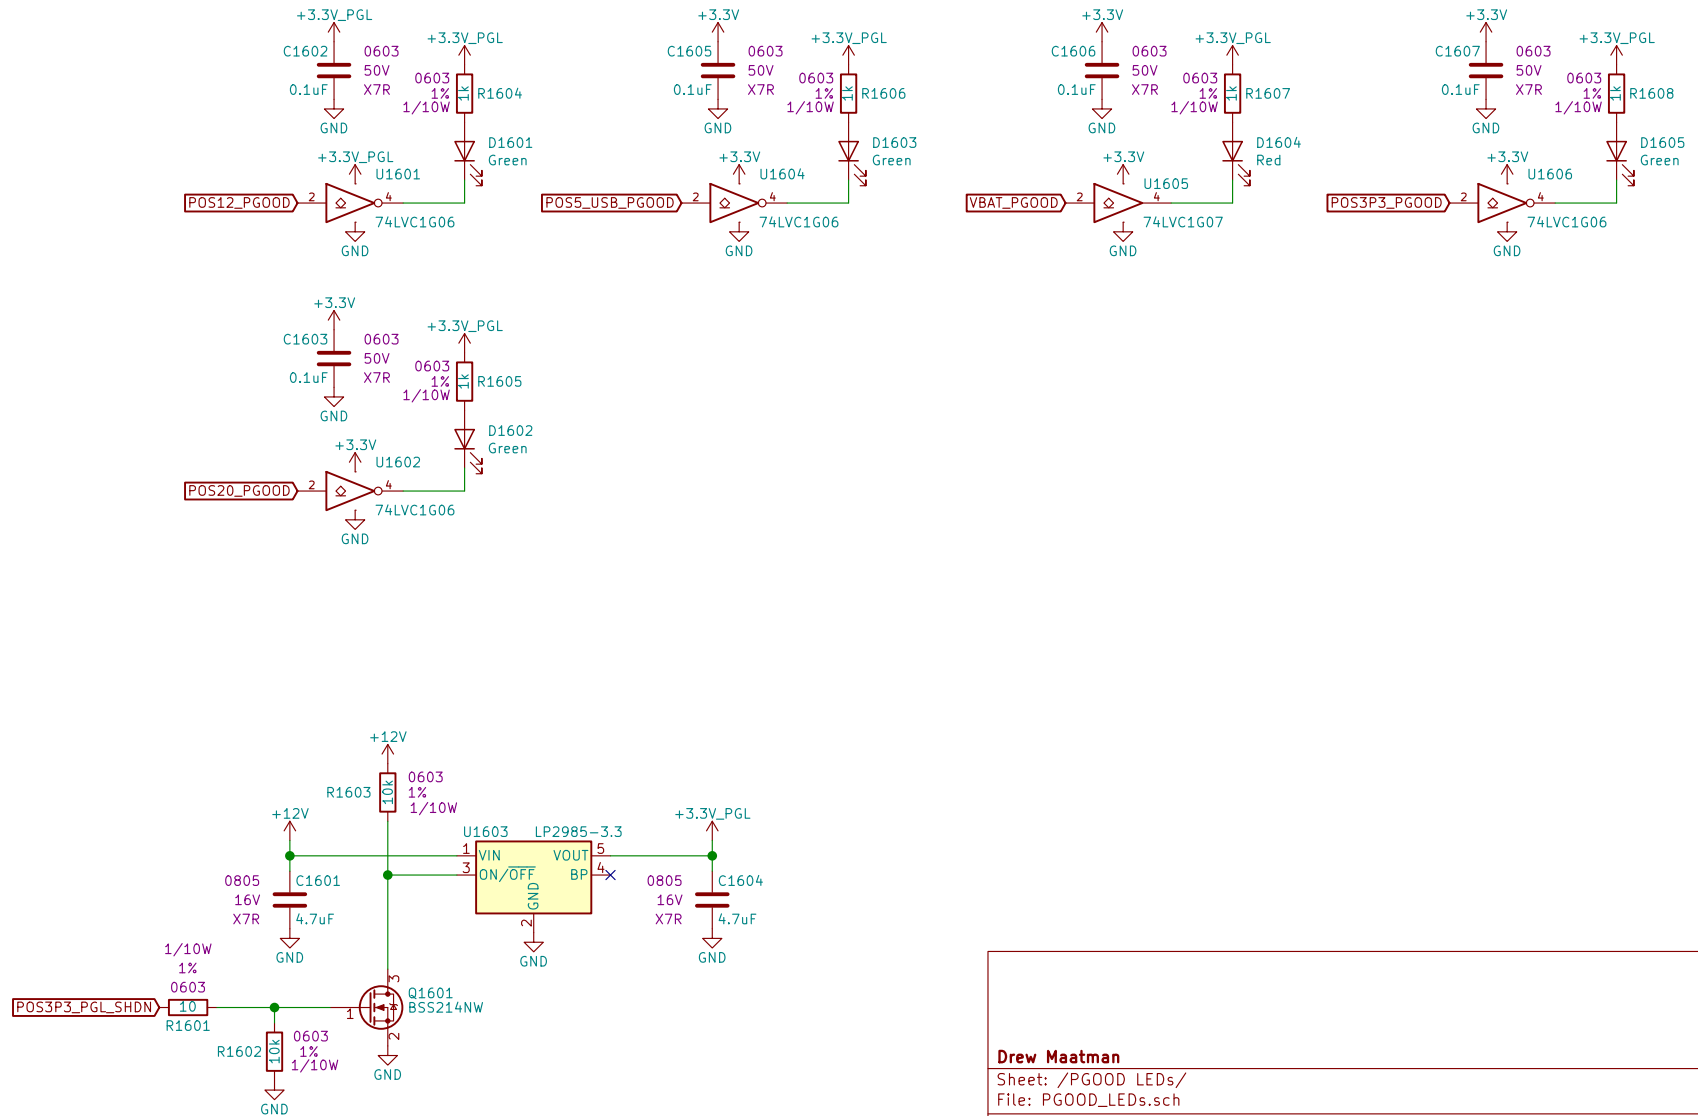 +3.3V_PGL
C1602
0603
50V
X7R
0.1uF
GND
+3.3V_PGL
0603
1%
1/10W
1k
R1604
D1601
Green
+3.3V_PGL
U1601
POS12_PGOOD
2
4
74LVC1G06
GND
+3.3V
C1605
0603
50V
X7R
0.1uF
GND
+3.3V_PGL
0603
1%
1/10W
1k
R1606
D1603
Green
+3.3V
U1604
POS5_USB_PGOOD
2
4
74LVC1G06
GND
+3.3V
C1606
0603
50V
X7R
0.1uF
GND
+3.3V_PGL
0603
1%
1/10W
1k
R1607
D1604
Red
+3.3V
U1605
VBAT_PGOOD
2
4
74LVC1G07
GND
+3.3V
C1607
0603
50V
X7R
0.1uF
GND
+3.3V_PGL
0603
1%
1/10W
1k
R1608
D1605
Green
+3.3V
U1606
POS3P3_PGOOD
2
4
74LVC1G06
GND
+3.3V
C1603
0603
50V
X7R
0.1uF
GND
+3.3V_PGL
0603
1%
1/10W
1k
R1605
D1602
Green
+3.3V
U1602
POS20_PGOOD
2
4
74LVC1G06
GND
+12V
R1603
10k
0603
1%
1/10W
+12V
0805
16V
X7R
C1601
4.7uF
GND
U1603
LP2985-3.3
1
VIN
3
ON/OFF
VOUT
5
BP
4
GND
2
GND
+3.3V_PGL
0805
16V
X7R
C1604
4.7uF
GND
1/10W
1%
0603
POS3P3_PGL_SHDN
10
R1601
R1602
10k
0603
1%
1/10W
GND
1
3
2
Q1601
BSS214NW
GND
Drew Maatman
Sheet: /PGOOD LEDs/
File: PGOOD_LEDs.sch